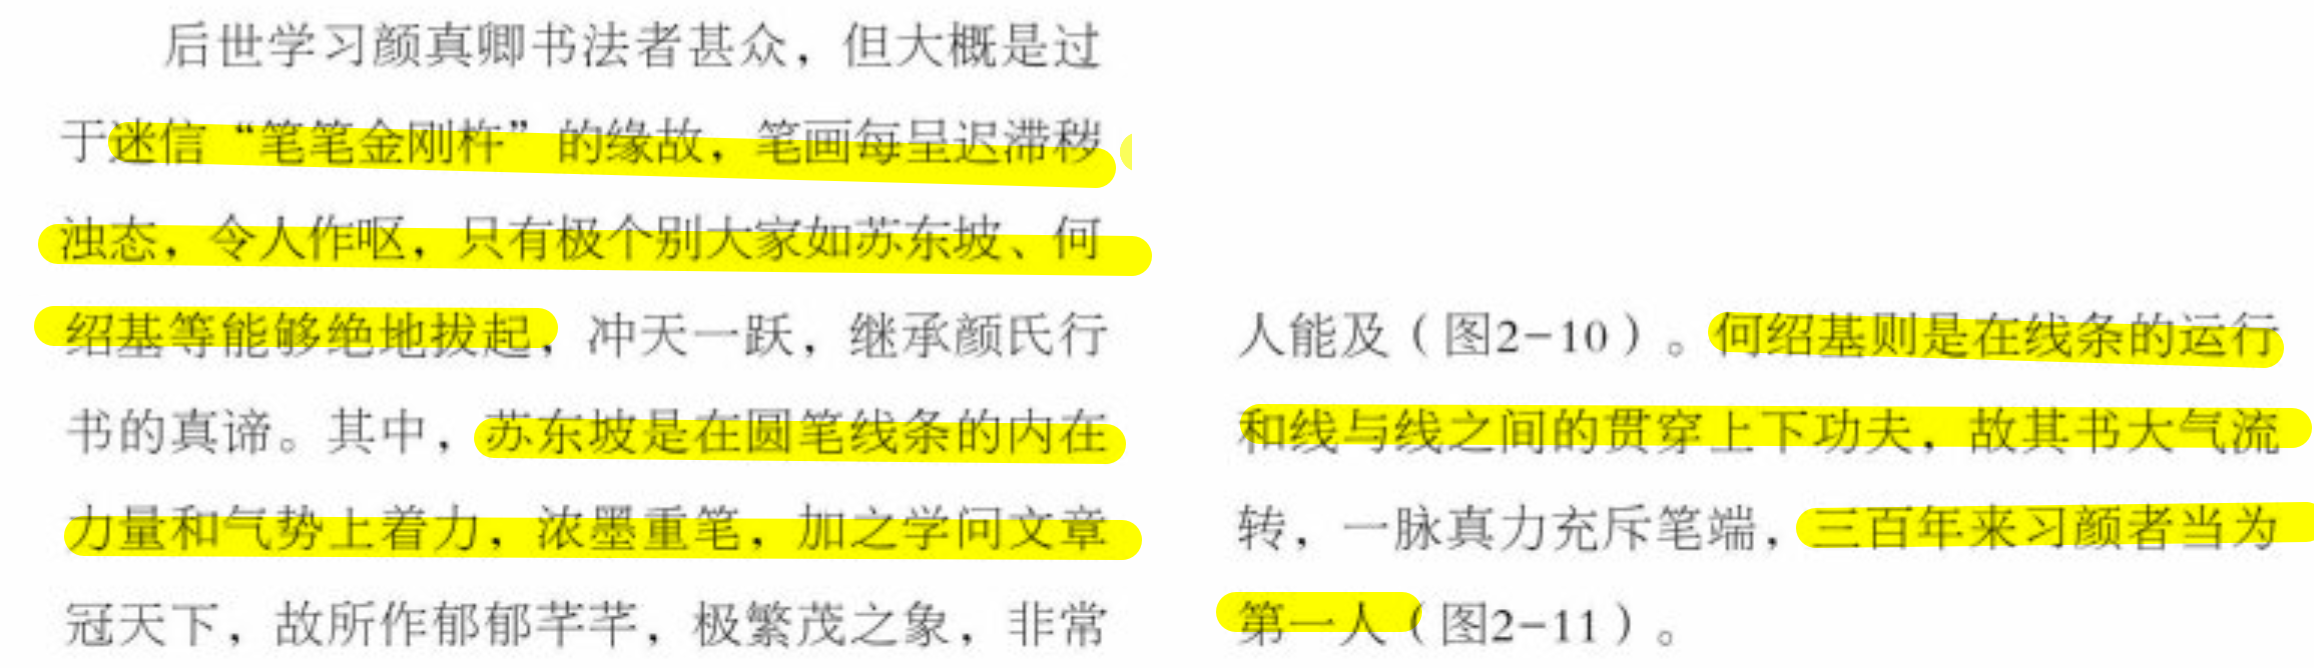 后世学习颜真卿书法者甚众，但大概是过
于迷信“笔笔金刚杵”的缘故，笔画每呈迟滞秽
浊态，令人作呕，只有极个别大家如苏东坡、何
绍基等能够绝地拔起，冲天一跃，继承颜氏行
书的真谛。其中，苏东坡是在圆笔线条的内在
力量和气势上着力，浓墨重笔，加之学问文章
冠天下，故所作郁郁芊芊，极繁茂之象，非常
人能及（图2-10）。何绍基则是在线条的运行
和线与线之间的贯穿上下功夫，故其书大气流
转，一脉真力充斥笔端，三百年来习颜者当为
第一人（图2-11）。